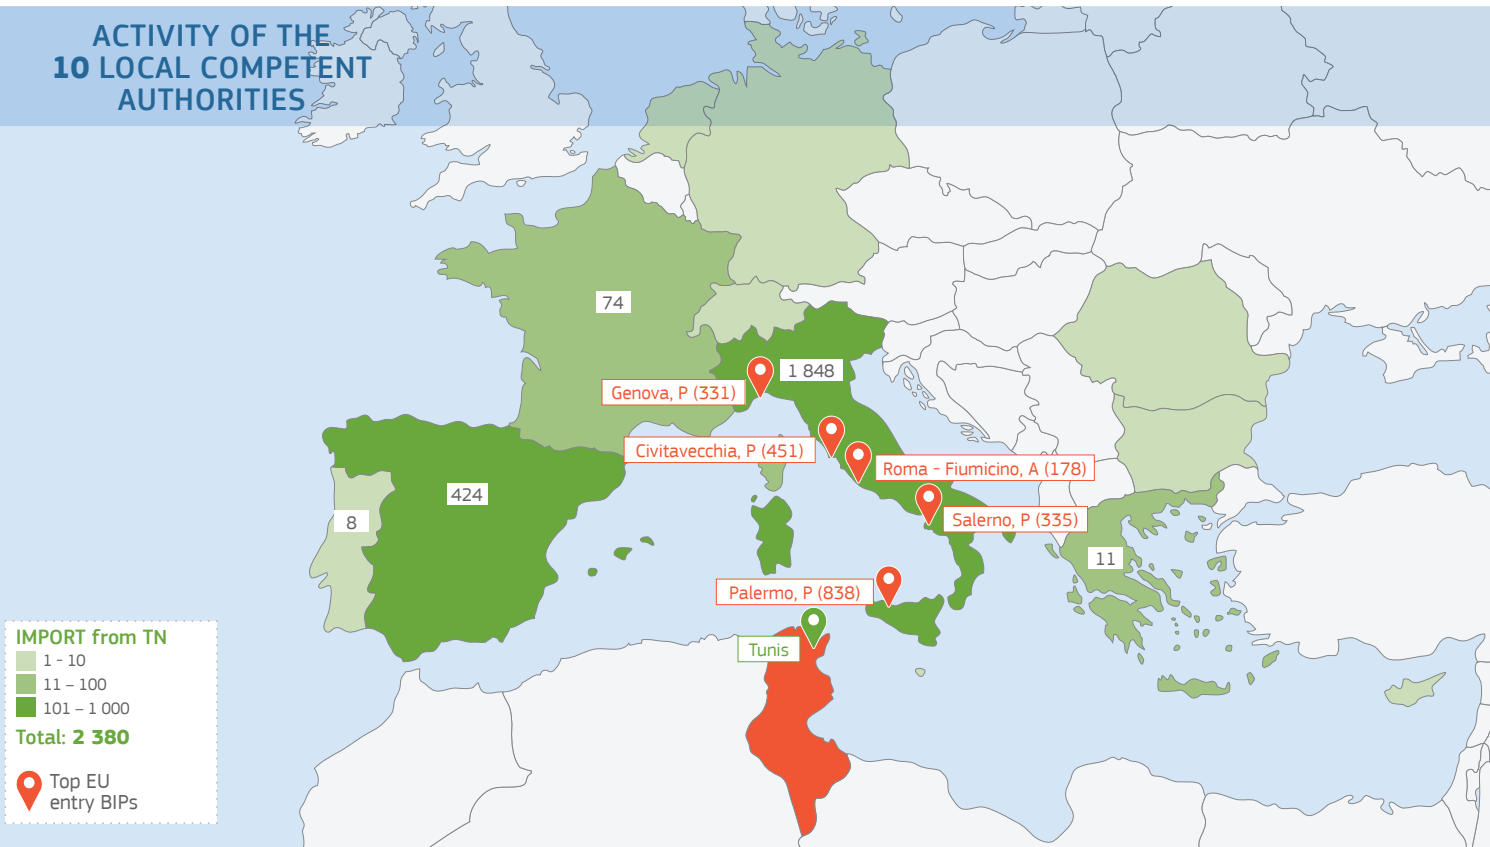 ACTIVITY OF THE
10 LOCAL COMPETENT
AUTHORITIES
74
1 848
Genova, P (331)
Civitavecchia, P (451)
Roma - Fiumicino, A (178)
424
8
Salerno, P (335)
11
Palermo, P (838)
Tunis
IMPORT from TN
1 - 10
11 – 100
101 – 1 000
Total: 2 380
Top EU
entry BIPs